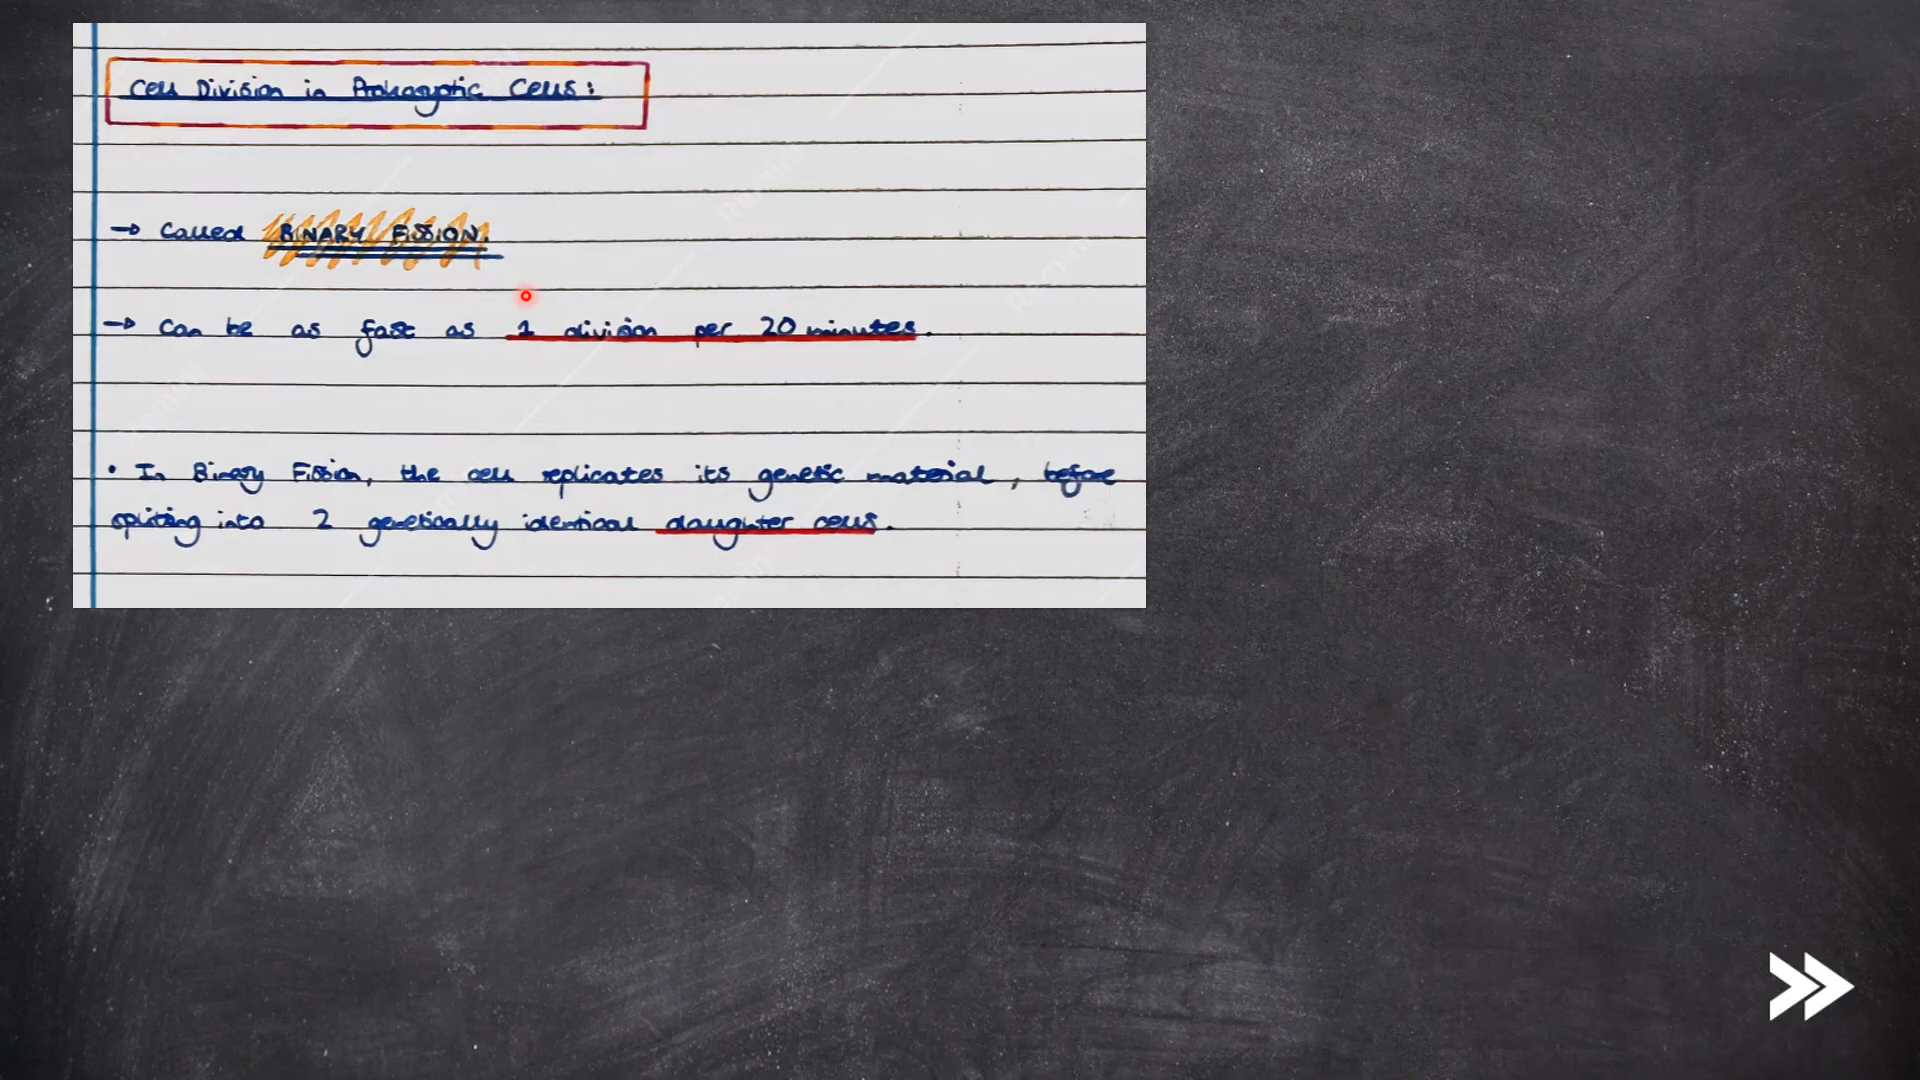 Cell Division in Prokaryotic Cells:
→ Called BINARY FISSION.
→ Can be as fast as 1 division per 20 minutes.
• In Binary Fission, the cell replicates its genetic material, before
spliting into 2 genetically identical daughter cells.